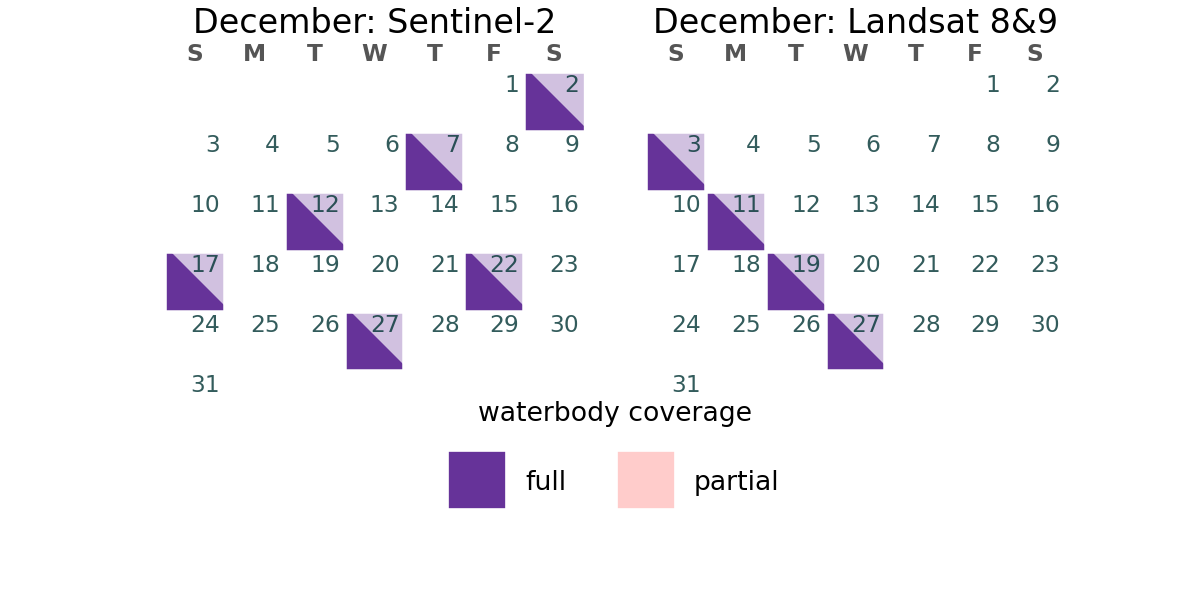 December: Sentinel-2
S M T W T F S
1 2
3 4 5 6 7 8 9
10 11 12 13 14 15 16
17 18 19 20 21 22 23
24 25 26 27 28 29 30
31
December: Landsat 8&9
S M T W T F S
1 2
3 4 5 6 7 8 9
10 11 12 13 14 15 16
17 18 19 20 21 22 23
24 25 26 27 28 29 30
31
waterbody coverage
full
partial